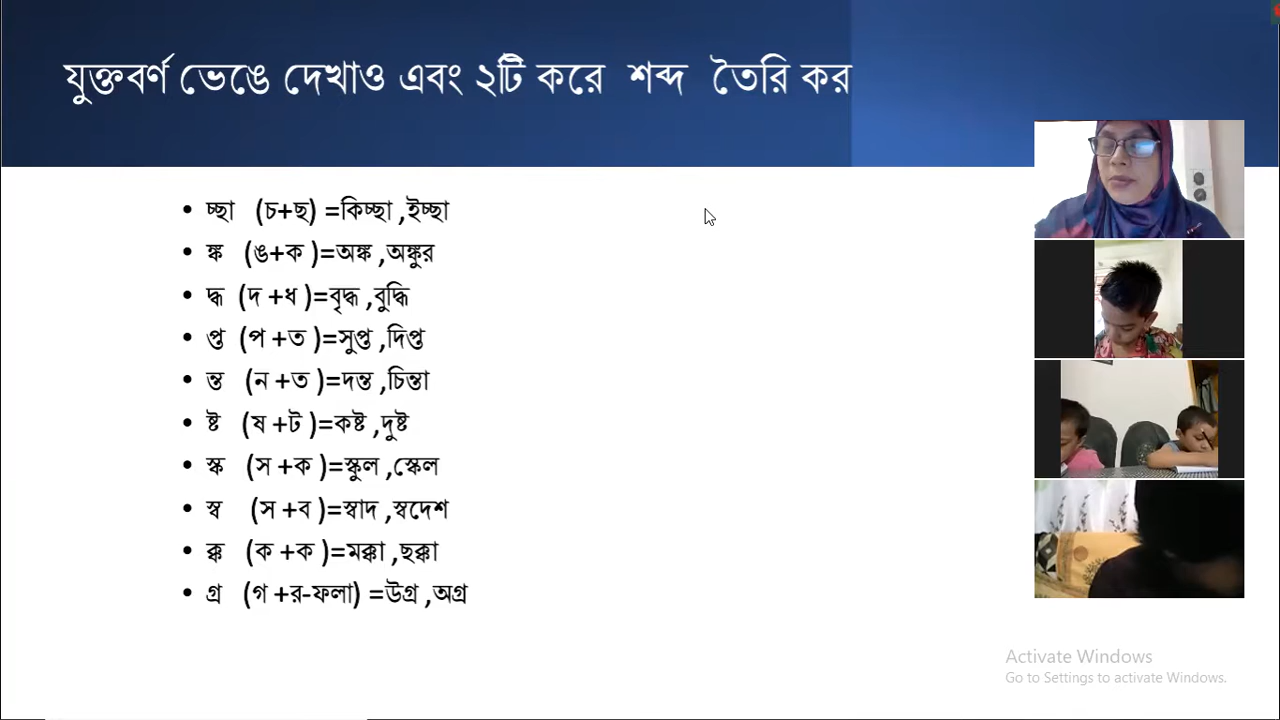 যুক্তবর্ণ ভেঙে দেখাও এবং ২টি করে শব্দ তৈরি কর
• চ্ছা (চ+ছ) =কিচ্ছা ,ইচ্ছা
• ঙ্ক (ঙ+ক )=অঙ্ক ,অঙ্কুর
• দ্ধ (দ +ধ )=বৃদ্ধ ,বুদ্ধি
• প্ত (প +ত )=সুপ্ত ,দিপ্ত
• ন্ত (ন +ত )=দন্ত ,চিন্তা
• ষ্ট (ষ +ট )=কষ্ট ,দুষ্ট
• স্ক (স +ক )=স্কুল ,স্কেল
• স্ব (স +ব )=স্বাদ ,স্বদেশ
• ক্ক (ক +ক )=মক্কা ,ছক্কা
• গ্র (গ +র-ফলা) =উগ্র ,অগ্র
Activate Windows
Go to Settings to activate Windows.